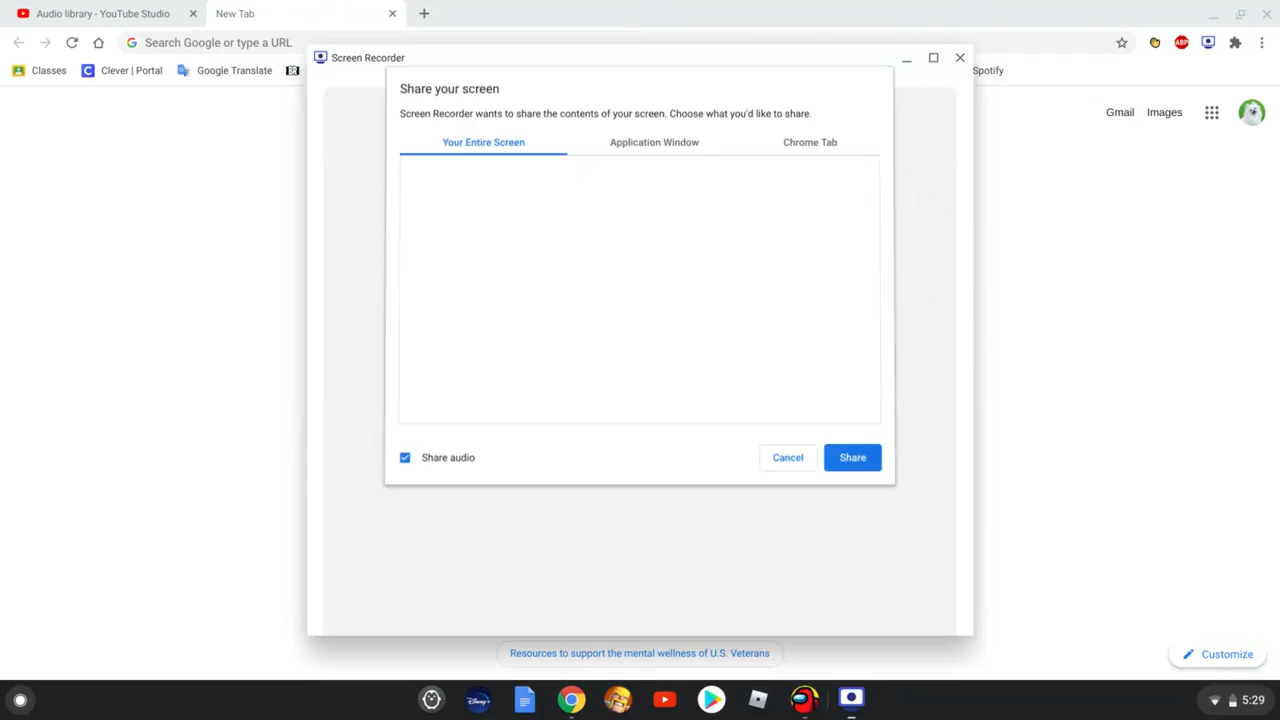 Audio library - YouTube Studio
New Tab
Search Google or type a URL
ABP
Classes
C Clever | Portal
Google Translate
Spotify
Screen Recorder
Gmail
Images
Share your screen
Screen Recorder wants to share the contents of your screen. Choose what you'd like to share.
Your Entire Screen
Application Window
Chrome Tab
Share audio
Cancel
Share
Resources to support the mental wellness of U.S. Veterans
Customize
Disney+
5:29